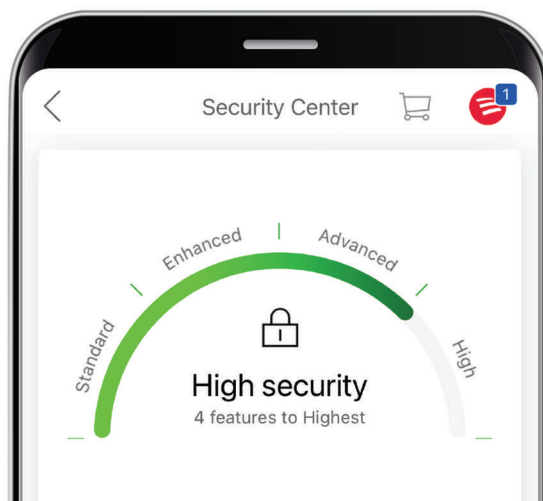 Security Center
1
Enhanced
Advanced
Standard
High
High security
4 features to Highest